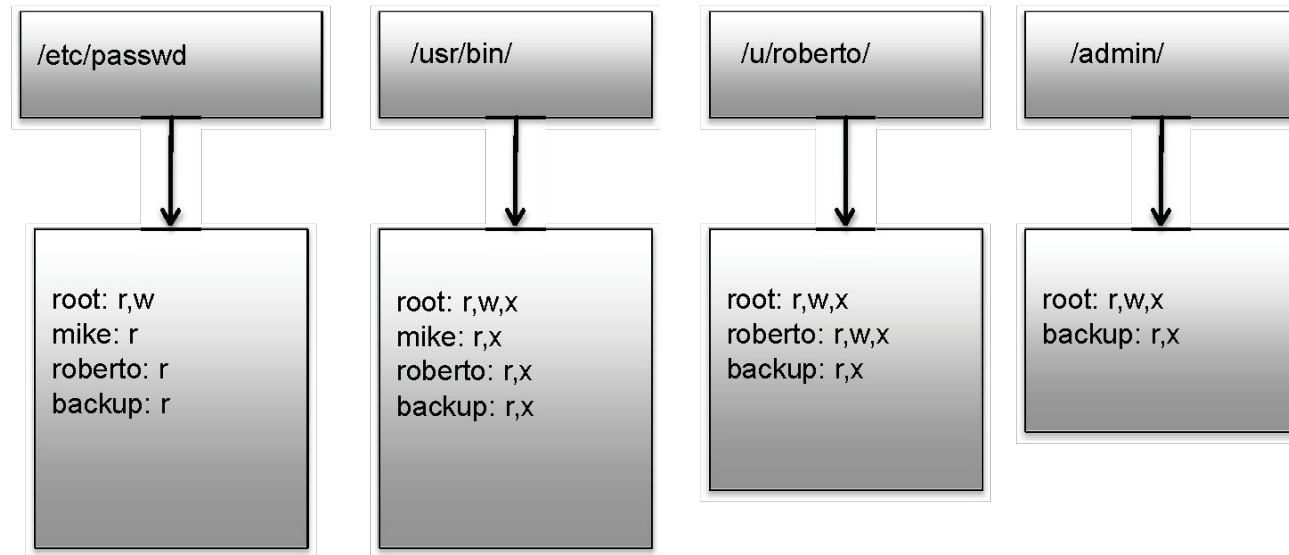 /etc/passwd
/usr/bin/
/u/roberto/
/admin/
root: r,w
mike: r
roberto: r
backup: r
root: r,w,x
mike: r,x
roberto: r,x
backup: r,x
root: r,w,x
roberto: r,w,x
backup: r,x
root: r,w,x
backup: r,x